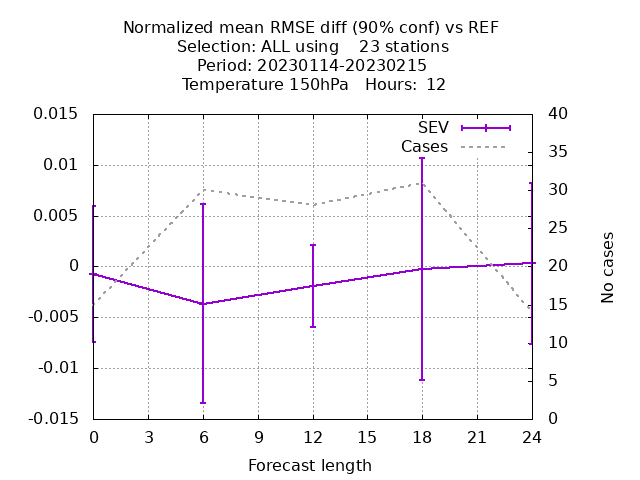 Normalized mean RMSE diff (90% conf) vs REF
Selection: ALL using 23 stations
Period: 20230114-20230215
Temperature 150hPa Hours: 12
SEV
Cases
0.015
0.01
0.005
0
-0.005
-0.01
-0.015
40
35
30
25
20
15
10
5
0
No cases
0 3 6 9 12 15 18 21 24
Forecast length